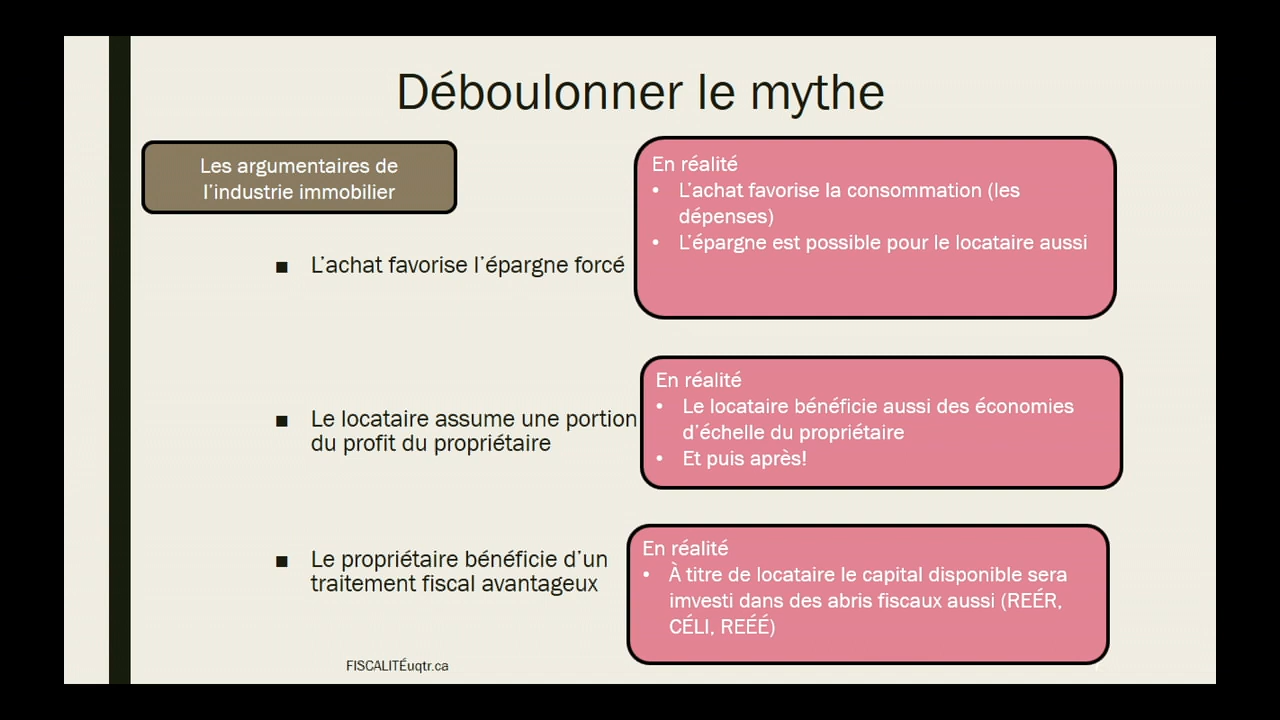 Déboulonner le mythe
Les argumentaires de
l'industrie immobilier
En réalité
• L'achat favorise la consommation (les
dépenses)
• L'épargne est possible pour le locataire aussi
■ L'achat favorise l'épargne forcé
En réalité
• Le locataire bénéficie aussi des économies
d'échelle du propriétaire
• Et puis après!
■ Le locataire assume une portion
du profit du propriétaire
En réalité
• À titre de locataire le capital disponible sera
imvesti dans des abris fiscaux aussi (REÉR,
CÉLI, REÉÉ)
■ Le propriétaire bénéficie d'un
traitement fiscal avantageux
FISCALITÉuqtr.ca